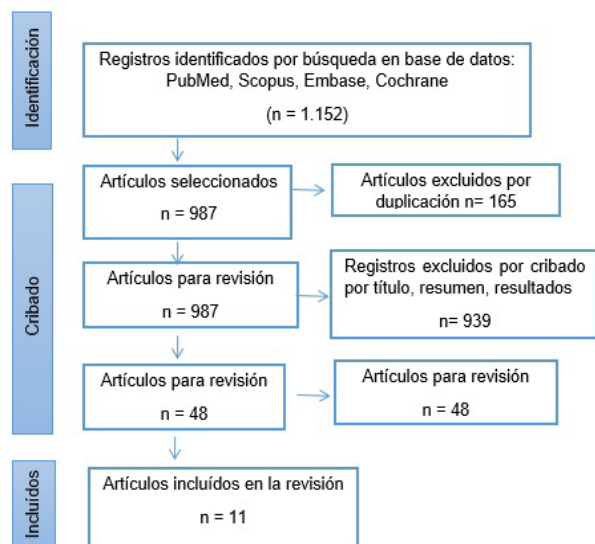 Identificación
Registros identificados por búsqueda en base de datos:
PubMed, Scopus, Embase, Cochrane
(n = 1.152)
Cribado
Artículos seleccionados
n = 987
Artículos excluidos por
duplicación n= 165
Artículos para revisión
n = 987
Registros excluidos por cribado
por título, resumen, resultados
n= 939
Artículos para revisión
n = 48
Artículos para revisión
n = 48
Incluídos
Artículos incluídos en la revisión
n = 11